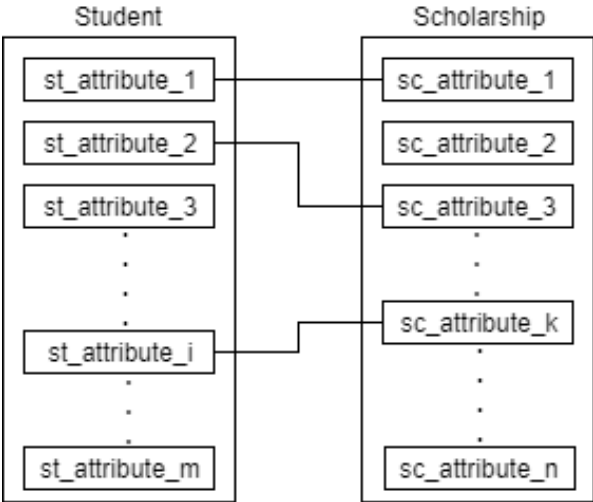 Student
Scholarship
st_attribute_1
sc_attribute_1
st_attribute_2
sc_attribute_2
st_attribute_3
sc_attribute_3
st_attribute_i
sc_attribute_k
st_attribute_m
sc_attribute_n